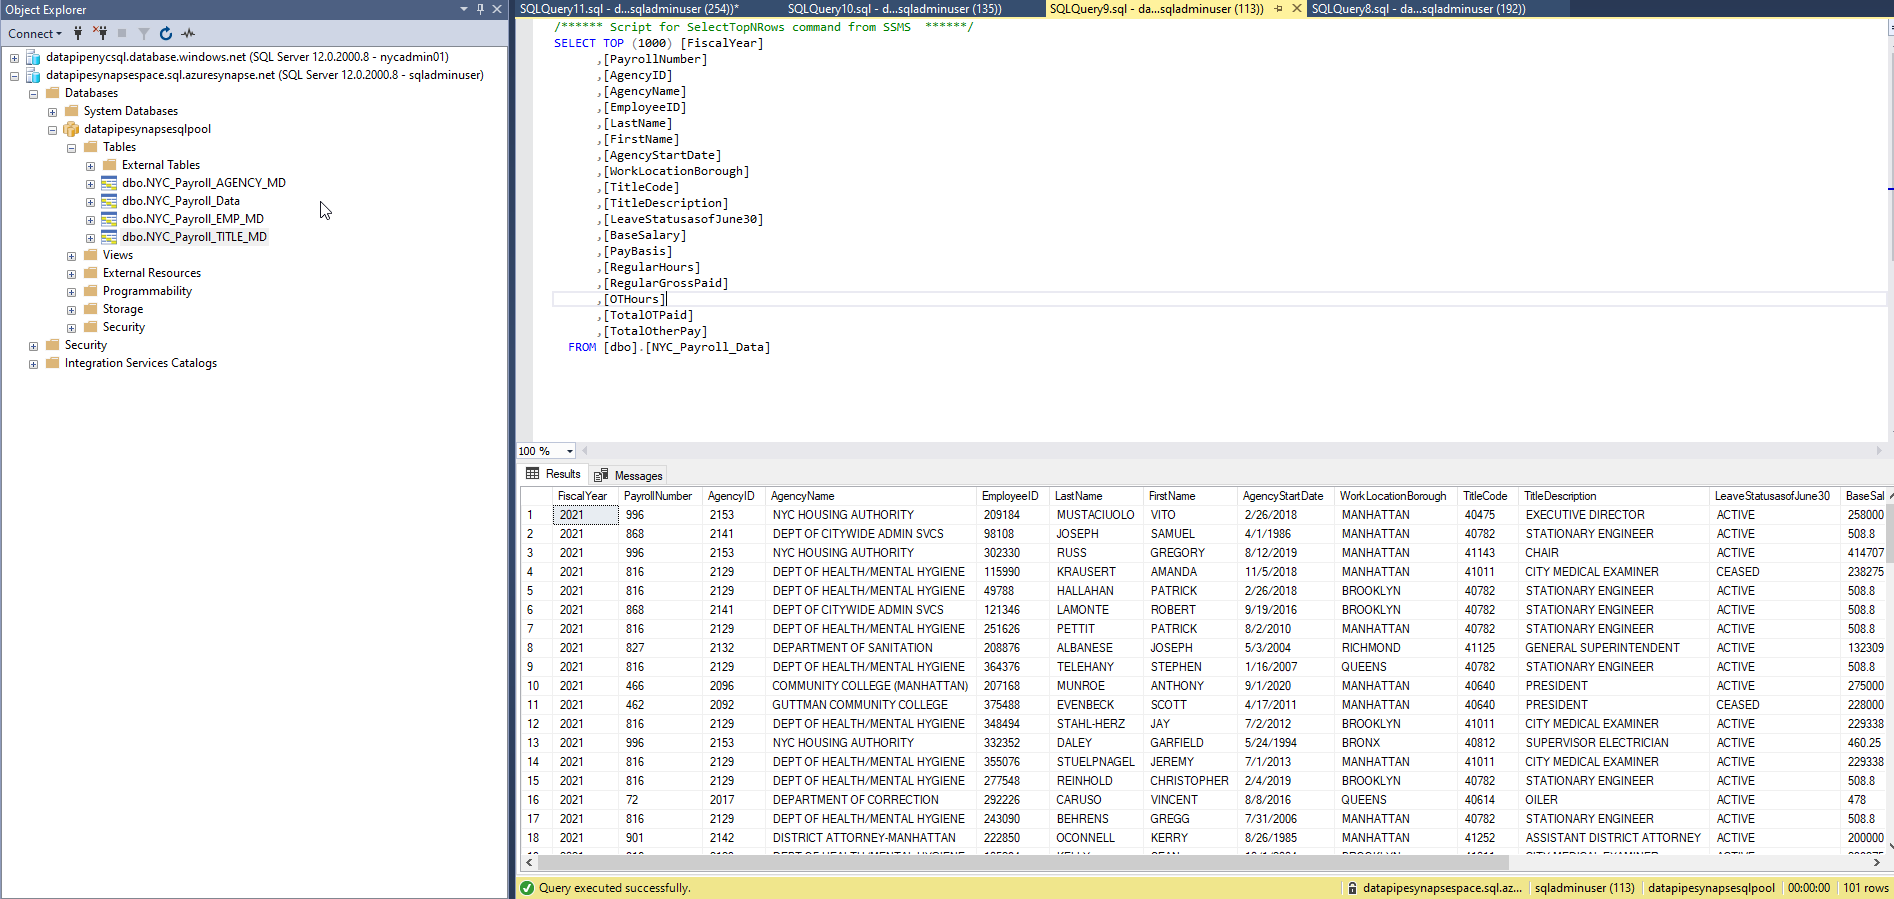 Object Explorer
Connect
datapipenycsql.database.windows.net (SQL Server 12.0.2000.8 - nycadmin01)
datapipesynapsespace.sql.azuresynapse.net (SQL Server 12.0.2000.8 - sqladminuser)
Databases
System Databases
datapipesynapsesqlpool
Tables
External Tables
dbo.NYC_Payroll_AGENCY_MD
dbo.NYC_Payroll_Data
dbo.NYC_Payroll_EMP_MD
dbo.NYC_Payroll_TITLE_MD
Views
External Resources
Programmability
Storage
Security
Security
Integration Services Catalogs
SQLQuery11.sql - d...sqladminuser (254))* SQLQuery10.sql - d...sqladminuser (135)) SQLQuery9.sql - da...sqladminuser (113)) SQLQuery8.sql - da...sqladminuser (192))
/****** Script for SelectTopNRows command from SSMS ******/
SELECT TOP (1000) [FiscalYear]
,[PayrollNumber]
,[AgencyID]
,[AgencyName]
,[EmployeeID]
,[LastName]
,[FirstName]
,[AgencyStartDate]
,[WorkLocationBorough]
,[TitleCode]
,[TitleDescription]
,[LeaveStatusasofJune30]
,[BaseSalary]
,[PayBasis]
,[RegularHours]
,[RegularGrossPaid]
,[OTHours]
,[TotalOTPaid]
,[TotalOtherPay]
FROM [dbo].[NYC_Payroll_Data]
100 %
Results Messages
FiscalYear PayrollNumber AgencyID AgencyName EmployeeID LastName FirstName AgencyStartDate WorkLocationBorough TitleCode TitleDescription LeaveStatusasofJune30 BaseSal
1 2021 996 2153 NYC HOUSING AUTHORITY 209184 MUSTACIUOLO VITO 2/26/2018 MANHATTAN 40475 EXECUTIVE DIRECTOR ACTIVE 258000
2 2021 868 2141 DEPT OF CITYWIDE ADMIN SVCS 98108 JOSEPH SAMUEL 4/1/1986 MANHATTAN 40782 STATIONARY ENGINEER ACTIVE 508.8
3 2021 996 2153 NYC HOUSING AUTHORITY 302330 RUSS GREGORY 8/12/2019 MANHATTAN 41143 CHAIR ACTIVE 414707
4 2021 816 2129 DEPT OF HEALTH/MENTAL HYGIENE 115990 KRAUSERT AMANDA 11/5/2018 MANHATTAN 41011 CITY MEDICAL EXAMINER CEASED 238275
5 2021 816 2129 DEPT OF HEALTH/MENTAL HYGIENE 49788 HALLAHAN PATRICK 2/26/2018 BROOKLYN 40782 STATIONARY ENGINEER ACTIVE 508.8
6 2021 868 2141 DEPT OF CITYWIDE ADMIN SVCS 121346 LAMONTE ROBERT 9/19/2016 BROOKLYN 40782 STATIONARY ENGINEER ACTIVE 508.8
7 2021 816 2129 DEPT OF HEALTH/MENTAL HYGIENE 251626 PETTIT PATRICK 8/2/2010 MANHATTAN 40782 STATIONARY ENGINEER ACTIVE 508.8
8 2021 827 2132 DEPARTMENT OF SANITATION 208876 ALBANESE JOSEPH 5/3/2004 RICHMOND 41125 GENERAL SUPERINTENDENT ACTIVE 132309
9 2021 816 2129 DEPT OF HEALTH/MENTAL HYGIENE 364376 TELEHANY STEPHEN 1/16/2007 QUEENS 40782 STATIONARY ENGINEER ACTIVE 508.8
10 2021 466 2096 COMMUNITY COLLEGE (MANHATTAN) 207168 MUNROE ANTHONY 9/1/2020 MANHATTAN 40640 PRESIDENT ACTIVE 275000
11 2021 462 2092 GUTTMAN COMMUNITY COLLEGE 375488 EVENBECK SCOTT 4/17/2011 MANHATTAN 40640 PRESIDENT CEASED 228000
12 2021 816 2129 DEPT OF HEALTH/MENTAL HYGIENE 348494 STAHL-HERZ JAY 7/2/2012 BROOKLYN 41011 CITY MEDICAL EXAMINER ACTIVE 229338
13 2021 996 2153 NYC HOUSING AUTHORITY 332352 DALEY GARFIELD 5/24/1994 BRONX 40812 SUPERVISOR ELECTRICIAN ACTIVE 460.25
14 2021 816 2129 DEPT OF HEALTH/MENTAL HYGIENE 355076 STUELPNAGEL JEREMY 7/1/2013 MANHATTAN 41011 CITY MEDICAL EXAMINER ACTIVE 229338
15 2021 816 2129 DEPT OF HEALTH/MENTAL HYGIENE 277548 REINHOLD CHRISTOPHER 2/4/2019 BROOKLYN 40782 STATIONARY ENGINEER ACTIVE 508.8
16 2021 72 2017 DEPARTMENT OF CORRECTION 292226 CARUSO VINCENT 8/8/2016 QUEENS 40614 OILER ACTIVE 478
17 2021 816 2129 DEPT OF HEALTH/MENTAL HYGIENE 243090 BEHRENS GREGG 7/31/2006 MANHATTAN 40782 STATIONARY ENGINEER ACTIVE 508.8
18 2021 901 2142 DISTRICT ATTORNEY-MANHATTAN 222850 OCONNELL KERRY 8/26/1985 MANHATTAN 41252 ASSISTANT DISTRICT ATTORNEY ACTIVE 200000
Query executed successfully. datapipesynapsespace.sql.az... sqladminuser (113) datapipesynapsesqlpool 00:00:00 101 rows